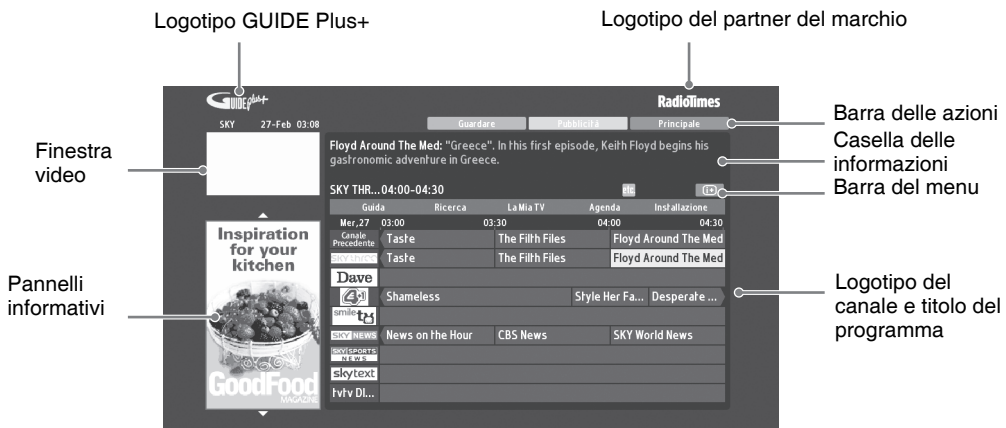 Logotipo GUIDE Plus+
Logotipo del partner del marchio
GUIDE plus+
RadioTimes
SKY 27-Feb 03:08
Guardare Pubblicità Principale
Barra delle azioni
Finestra
video
Floyd Around The Med: "Greece". In this first episode, Keith Floyd begins his
gastronomic adventure in Greece.
Casella delle
informazioni
SKY THR...04:00-04:30 etc. i+
Barra del menu
Guida Ricerca La Mia TV Agenda Installazione
Mer,27 03:00 03:30 04:00 04:30
Canale
Precedente Taste The Filth Files Floyd Around The Med
SKY three Taste The Filth Files Floyd Around The Med
Dave
4 Shameless Style Her Fa... Desperate ...
smile tv
SKY NEWS News on the Hour CBS News SKY World News
SKY SPORTS
NEWS
skytext
tvtv DI...
Inspiration
for your
kitchen
GoodFood
MAGAZINE
Pannelli
informativi
Logotipo del
canale e titolo del
programma